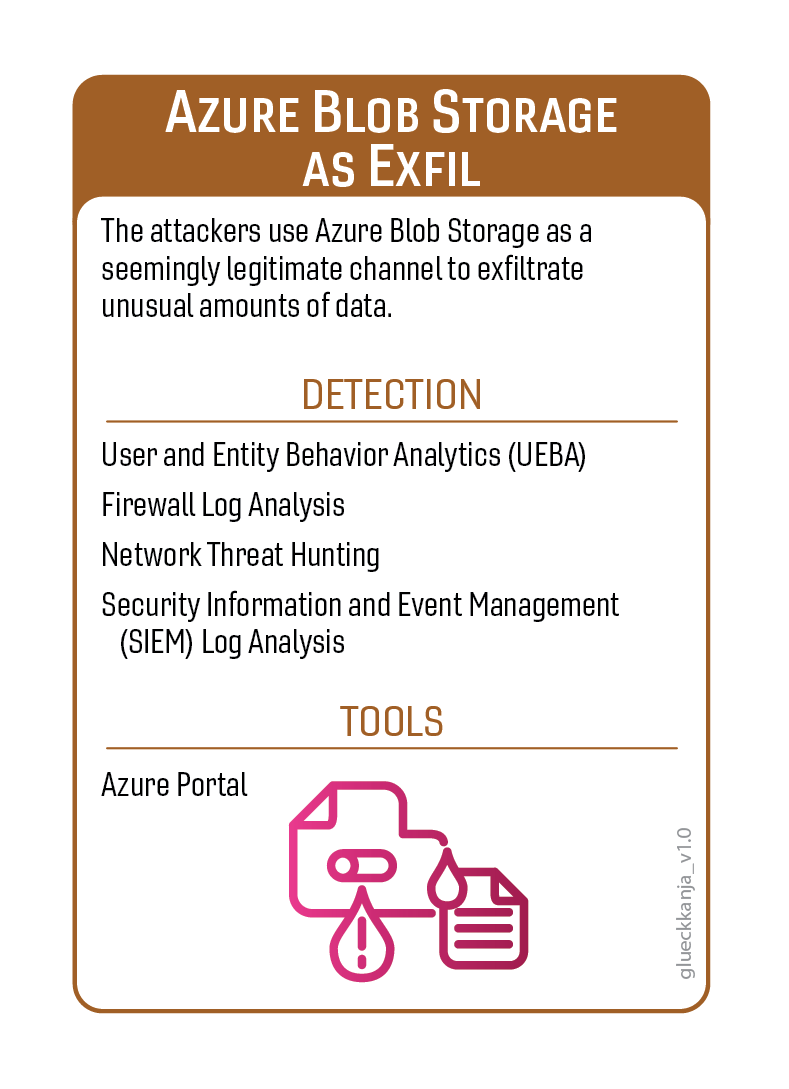 AZURE BLOB STORAGE
AS EXFIL
The attackers use Azure Blob Storage as a
seemingly legitimate channel to exfiltrate
unusual amounts of data.
DETECTION
User and Entity Behavior Analytics (UEBA)
Firewall Log Analysis
Network Threat Hunting
Security Information and Event Management
(SIEM) Log Analysis
TOOLS
Azure Portal
glueckkanja_v1.0